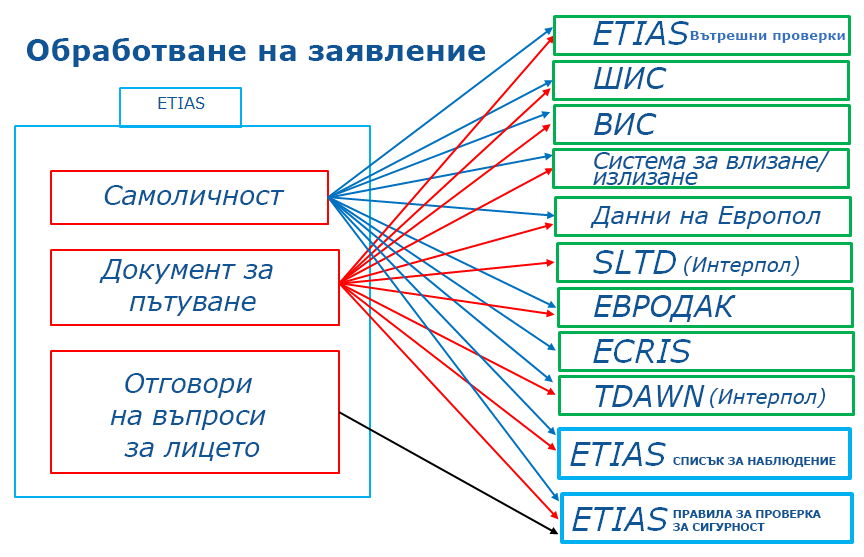 Обработване на заявление
ETIAS
Самоличност
Документ за
пътуване
Отговори
на въпроси
за лицето
ETIAS Вътрешни проверки
ШИС
ВИС
Система за влизане/
излизане
Данни на Европол
SLTD (Интерпол)
ЕВРОДАК
ECRIS
TDAWN (Интерпол)
ETIAS СПИСЪК ЗА НАБЛЮДЕНИЕ
ETIAS ПРАВИЛА ЗА ПРОВЕРКА
ЗА СИГУРНОСТ